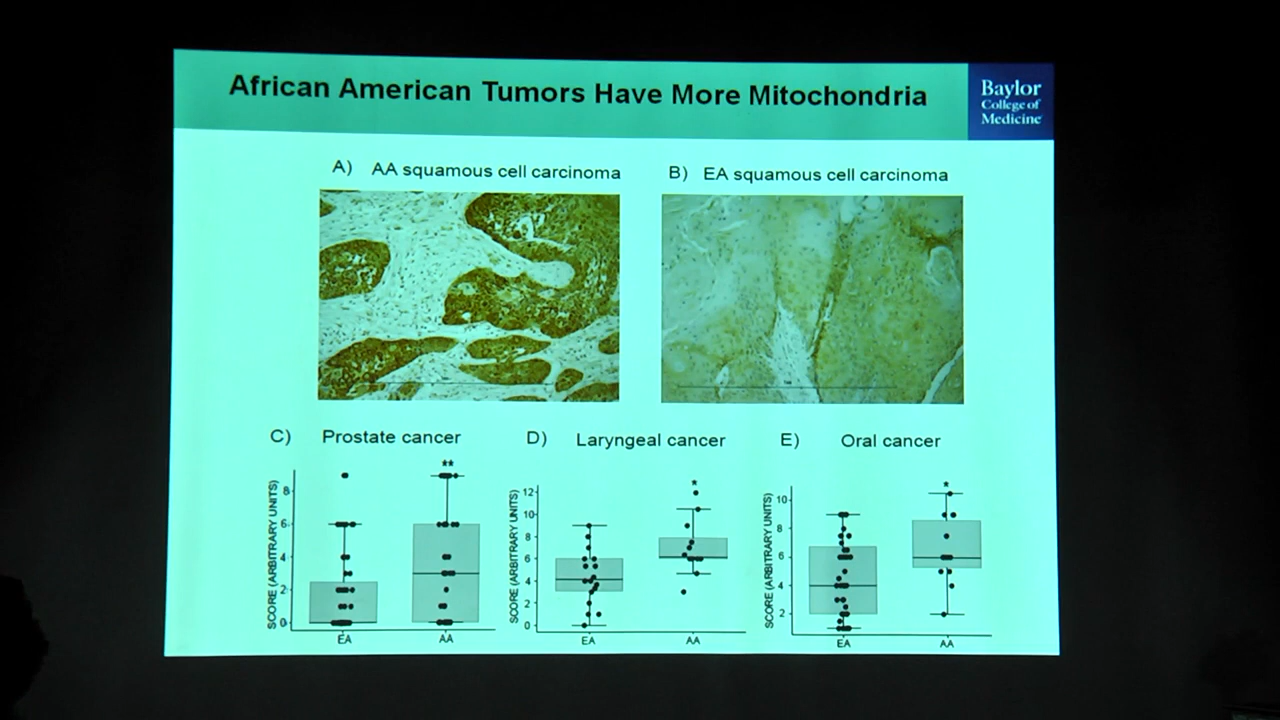 African American Tumors Have More Mitochondria
Baylor
College of
Medicine
A) AA squamous cell carcinoma
B) EA squamous cell carcinoma
C) Prostate cancer
D) Laryngeal cancer
E) Oral cancer
**
SCORE (ARBITRARY UNITS)
8
6
4
2
0
EA
AA
*
SCORE (ARBITRARY UNITS)
12
10
8
6
4
2
0
EA
AA
*
SCORE (ARBITRARY UNITS)
10
8
6
4
2
EA
AA